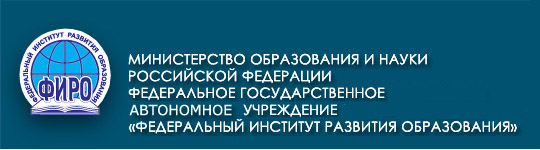 ФЕДЕРАЛЬНЫЙ ИНСТИТУТ РАЗВИТИЯ ОБРАЗОВАНИЯ
ФИРО
МИНИСТЕРСТВО ОБРАЗОВАНИЯ И НАУКИ
РОССИЙСКОЙ ФЕДЕРАЦИИ
ФЕДЕРАЛЬНОЕ ГОСУДАРСТВЕННОЕ
АВТОНОМНОЕ УЧРЕЖДЕНИЕ
«ФЕДЕРАЛЬНЫЙ ИНСТИТУТ РАЗВИТИЯ ОБРАЗОВАНИЯ»